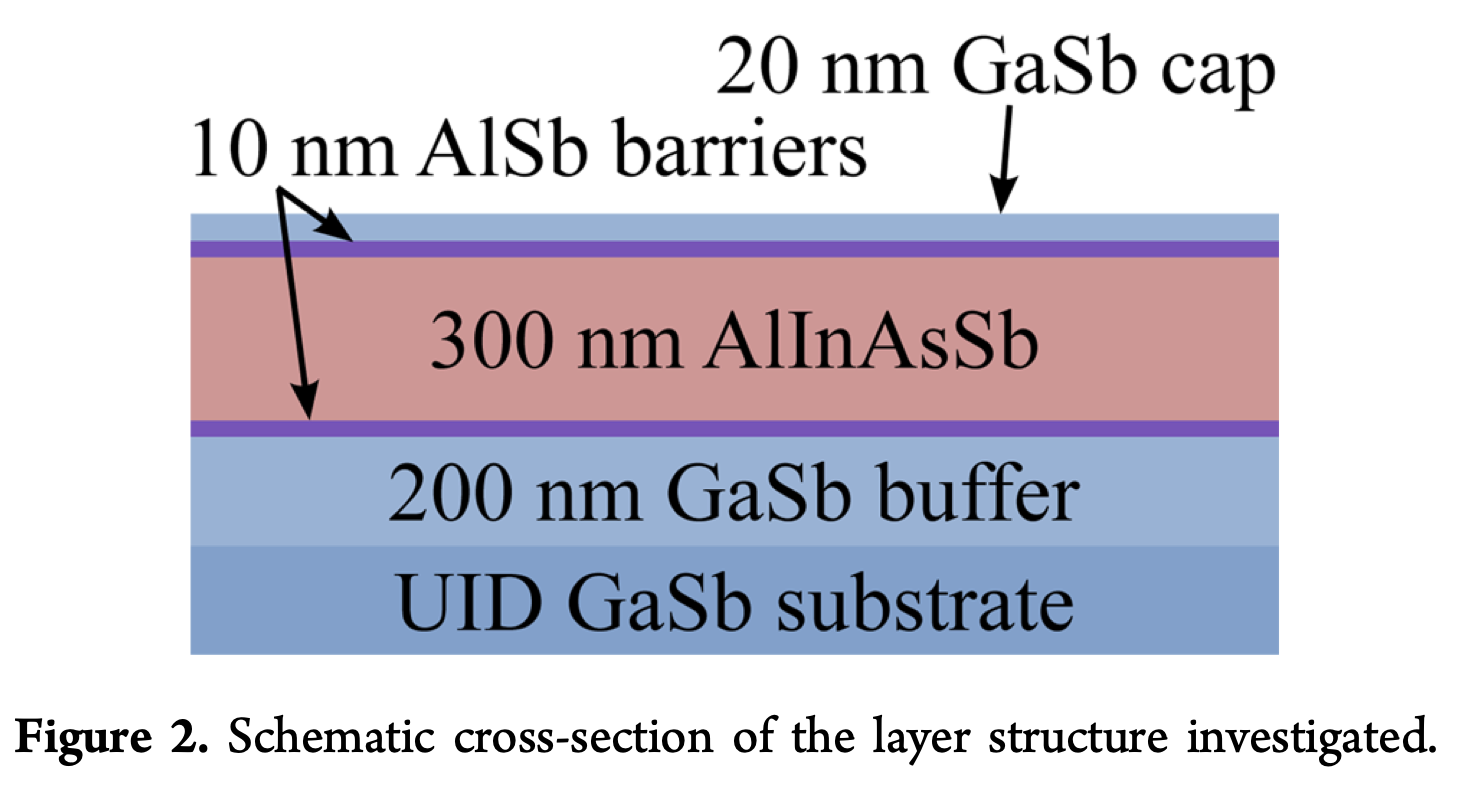 20 nm GaSb cap
10 nm AlSb barriers
300 nm AlInAsSb
200 nm GaSb buffer
UID GaSb substrate
Figure 2. Schematic cross-section of the layer structure investigated.